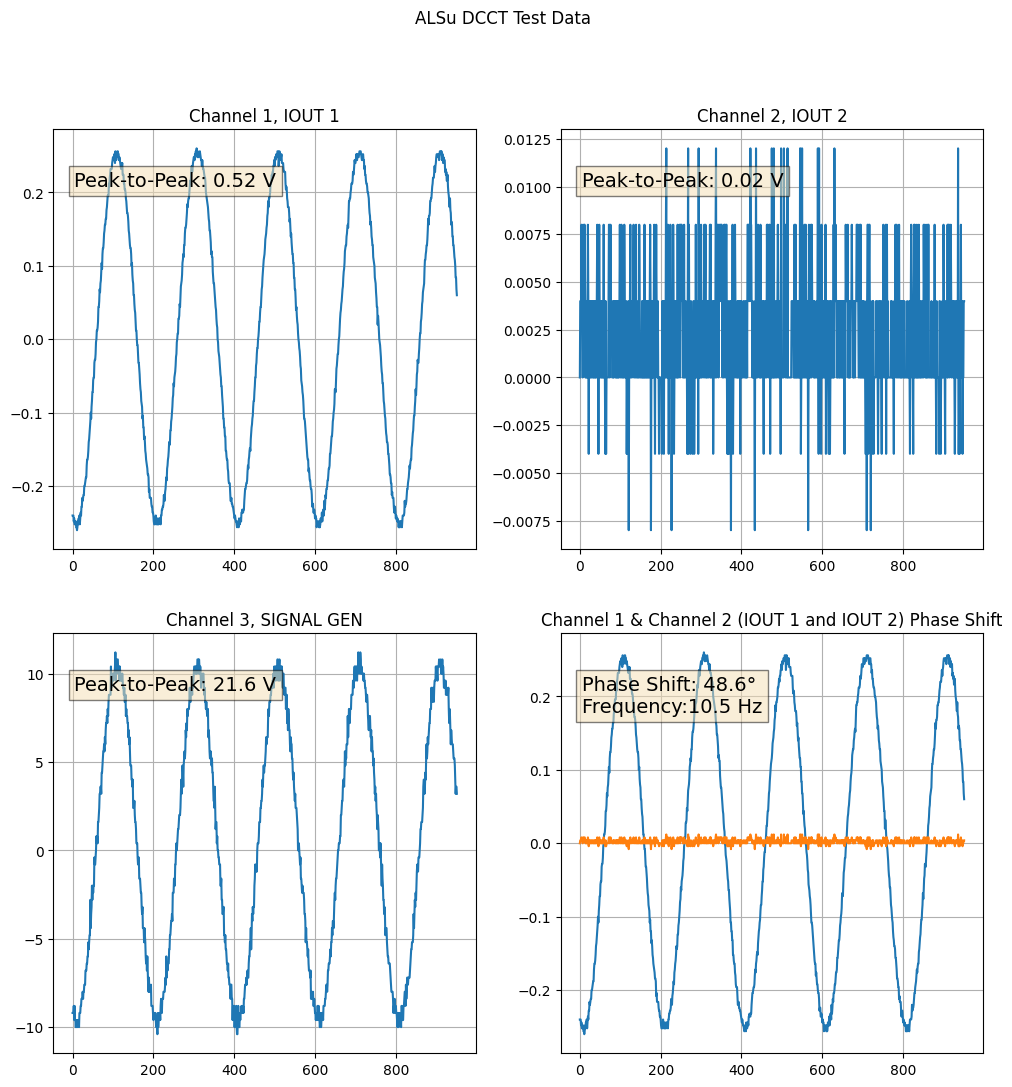 ALSu DCCT Test Data
Channel 1, IOUT 1
Peak-to-Peak: 0.52 V
0.2
0.1
0.0
−0.1
−0.2
0 200 400 600 800
Channel 2, IOUT 2
Peak-to-Peak: 0.02 V
0.0125
0.0100
0.0075
0.0050
0.0025
0.0000
−0.0025
−0.0050
−0.0075
0 200 400 600 800
Channel 3, SIGNAL GEN
Peak-to-Peak: 21.6 V
10
5
0
−5
−10
0 200 400 600 800
Channel 1 & Channel 2 (IOUT 1 and IOUT 2) Phase Shift
Phase Shift: 48.6°
Frequency:10.5 Hz
0.2
0.1
0.0
−0.1
−0.2
0 200 400 600 800